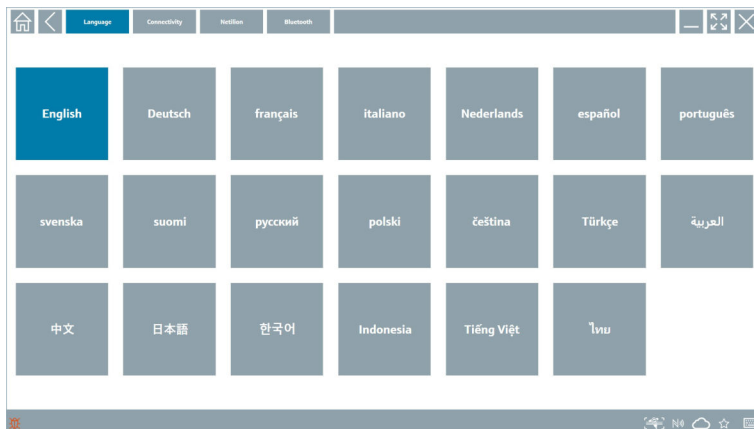 Language Connectivity Netilion Bluetooth
English Deutsch français italiano Nederlands español português
svenska suomi русский polski čeština Türkçe العربية
中文 日本語 한국어 Indonesia Tiếng Việt ไทย